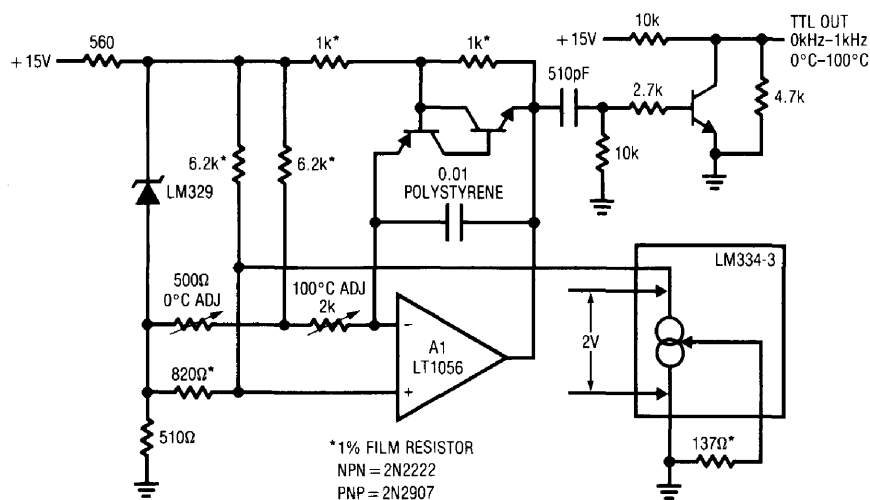 1k*
1k*
560
+15V
510pF
+15V
10k
TTL OUT
0kHz–1kHz
0°C–100°C
2.7k
4.7k
10k
6.2k*
6.2k*
LM329
0.01
POLYSTYRENE
LM334-3
500Ω
0°C ADJ
100°C ADJ
2k
−
A1
LT1056
+
2V
820Ω*
510Ω
137Ω*
*1% FILM RESISTOR
NPN = 2N2222
PNP = 2N2907